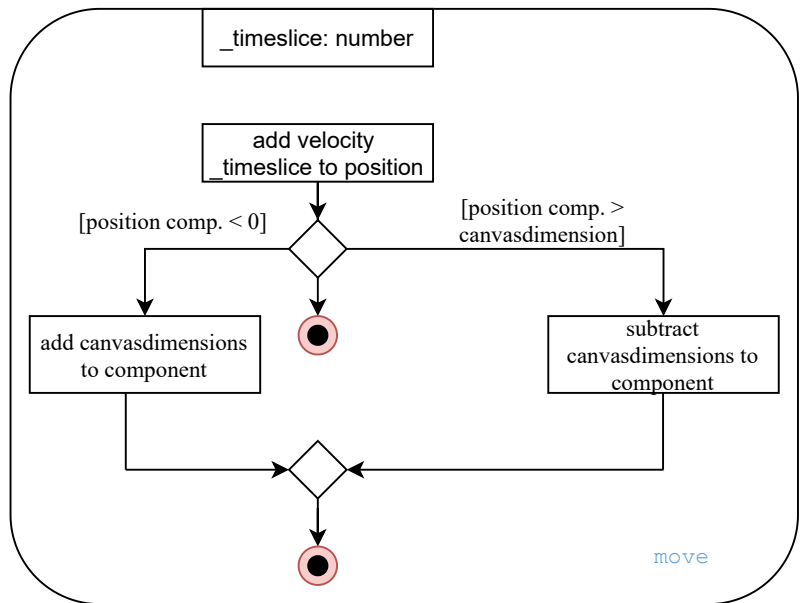 _timeslice: number
add velocity
_timeslice to position
[position comp. < 0]
[position comp. >
canvasdimension]
add canvasdimensions
to component
subtract
canvasdimensions to
component
move